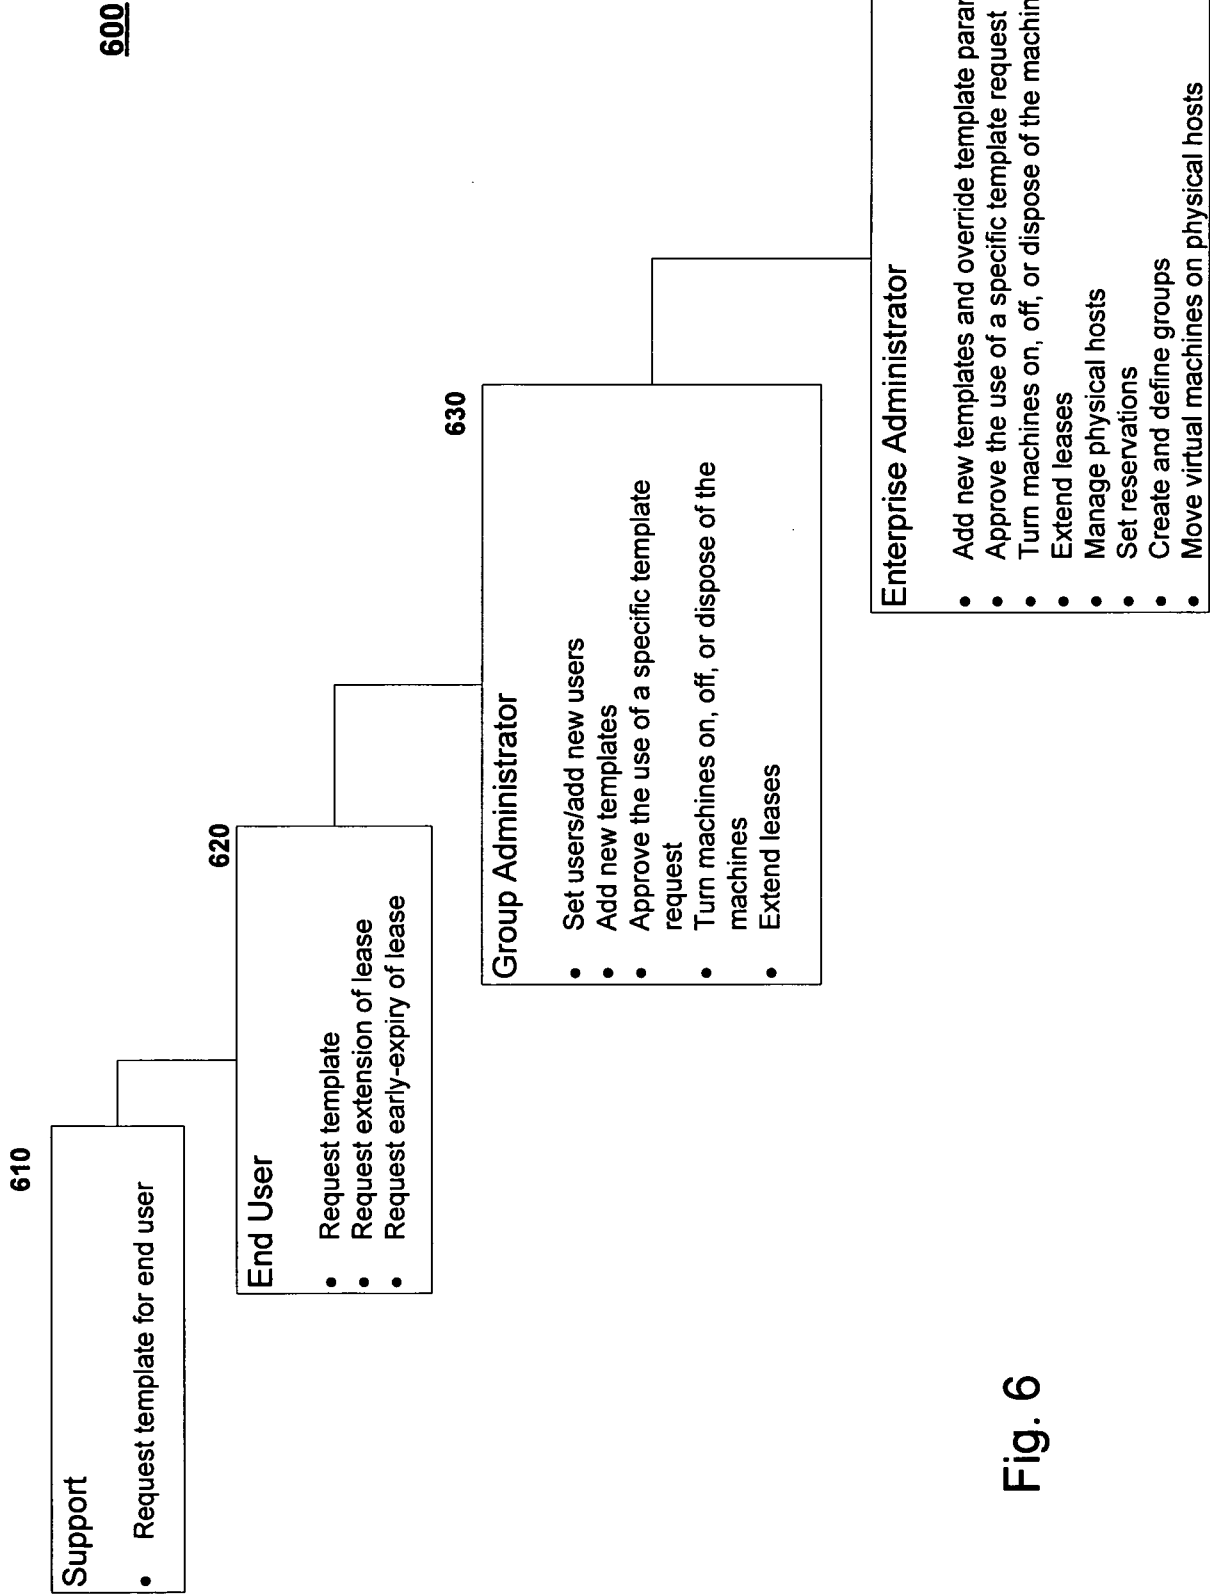 600
610
Support
• Request template for end user
620
End User
• Request template
• Request extension of lease
• Request early-expiry of lease
630
Group Administrator
• Set users/add new users
• Add new templates
• Approve the use of a specific template
request
• Turn machines on, off, or dispose of the
machines
• Extend leases
Enterprise Administrator
• Add new templates and override template
• Approve the use of a specific template request
• Turn machines on, off, or dispose of the
• Extend leases
• Manage physical hosts
• Set reservations
• Create and define groups
• Move virtual machines on physical hosts
Fig. 6